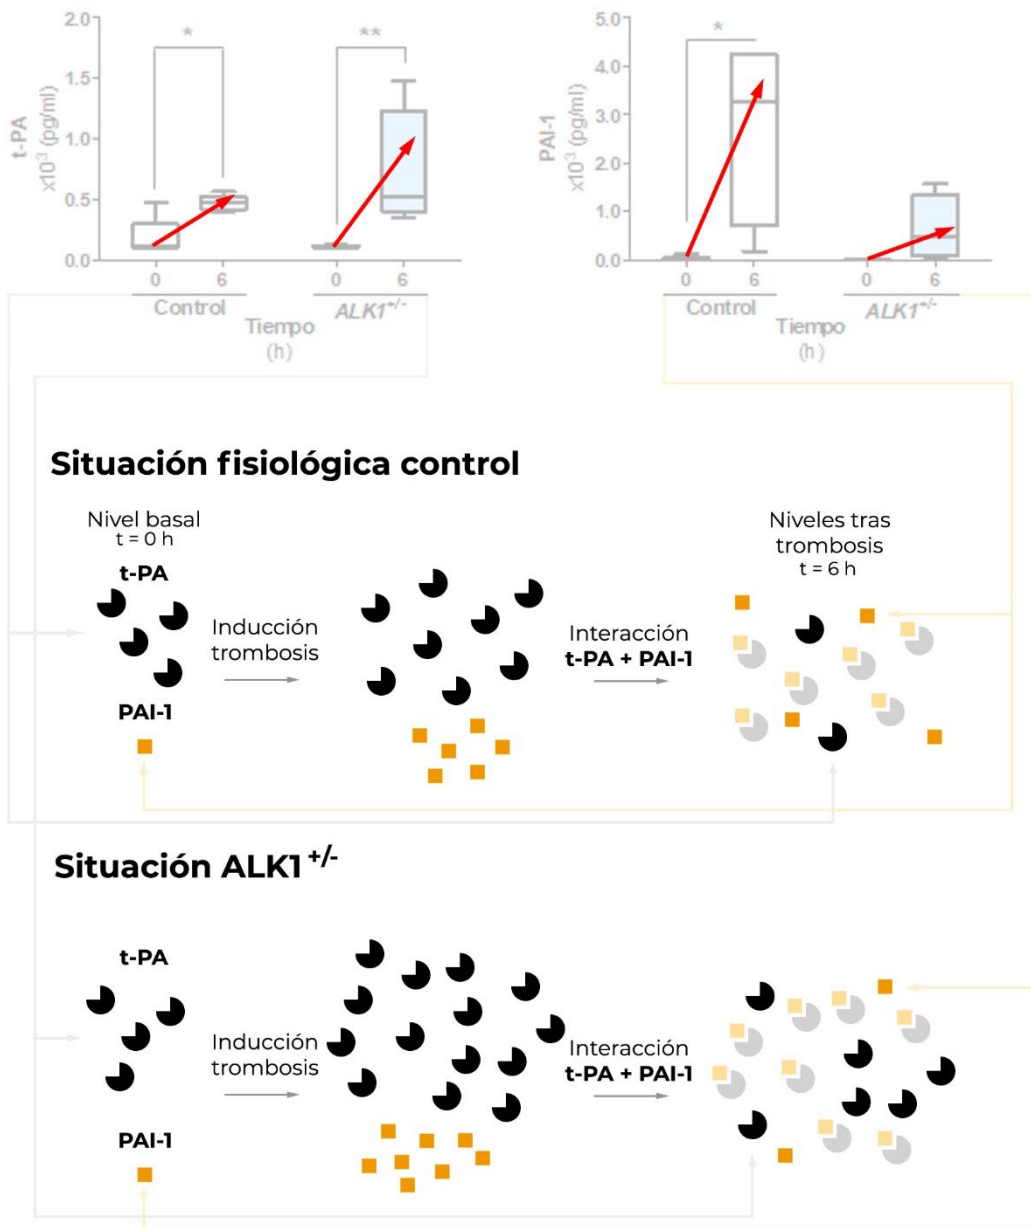 2.0
1.5
1.0
0.5
0.0
t-PA
x10³ (pg/ml)
*
**
0
6
0
6
Control
ALK1+/-
Tiempo
(h)
5.0
4.0
3.0
2.0
1.0
0.0
PAI-1
x10³ (pg/ml)
*
0
6
0
6
Control
ALK1+/-
Tiempo
(h)
Situación fisiológica control
Nivel basal
t = 0 h
t-PA
PAI-1
Inducción
trombosis
Interacción
t-PA + PAI-1
Niveles tras
trombosis
t = 6 h
Situación ALK1 +/-
t-PA
PAI-1
Inducción
trombosis
Interacción
t-PA + PAI-1